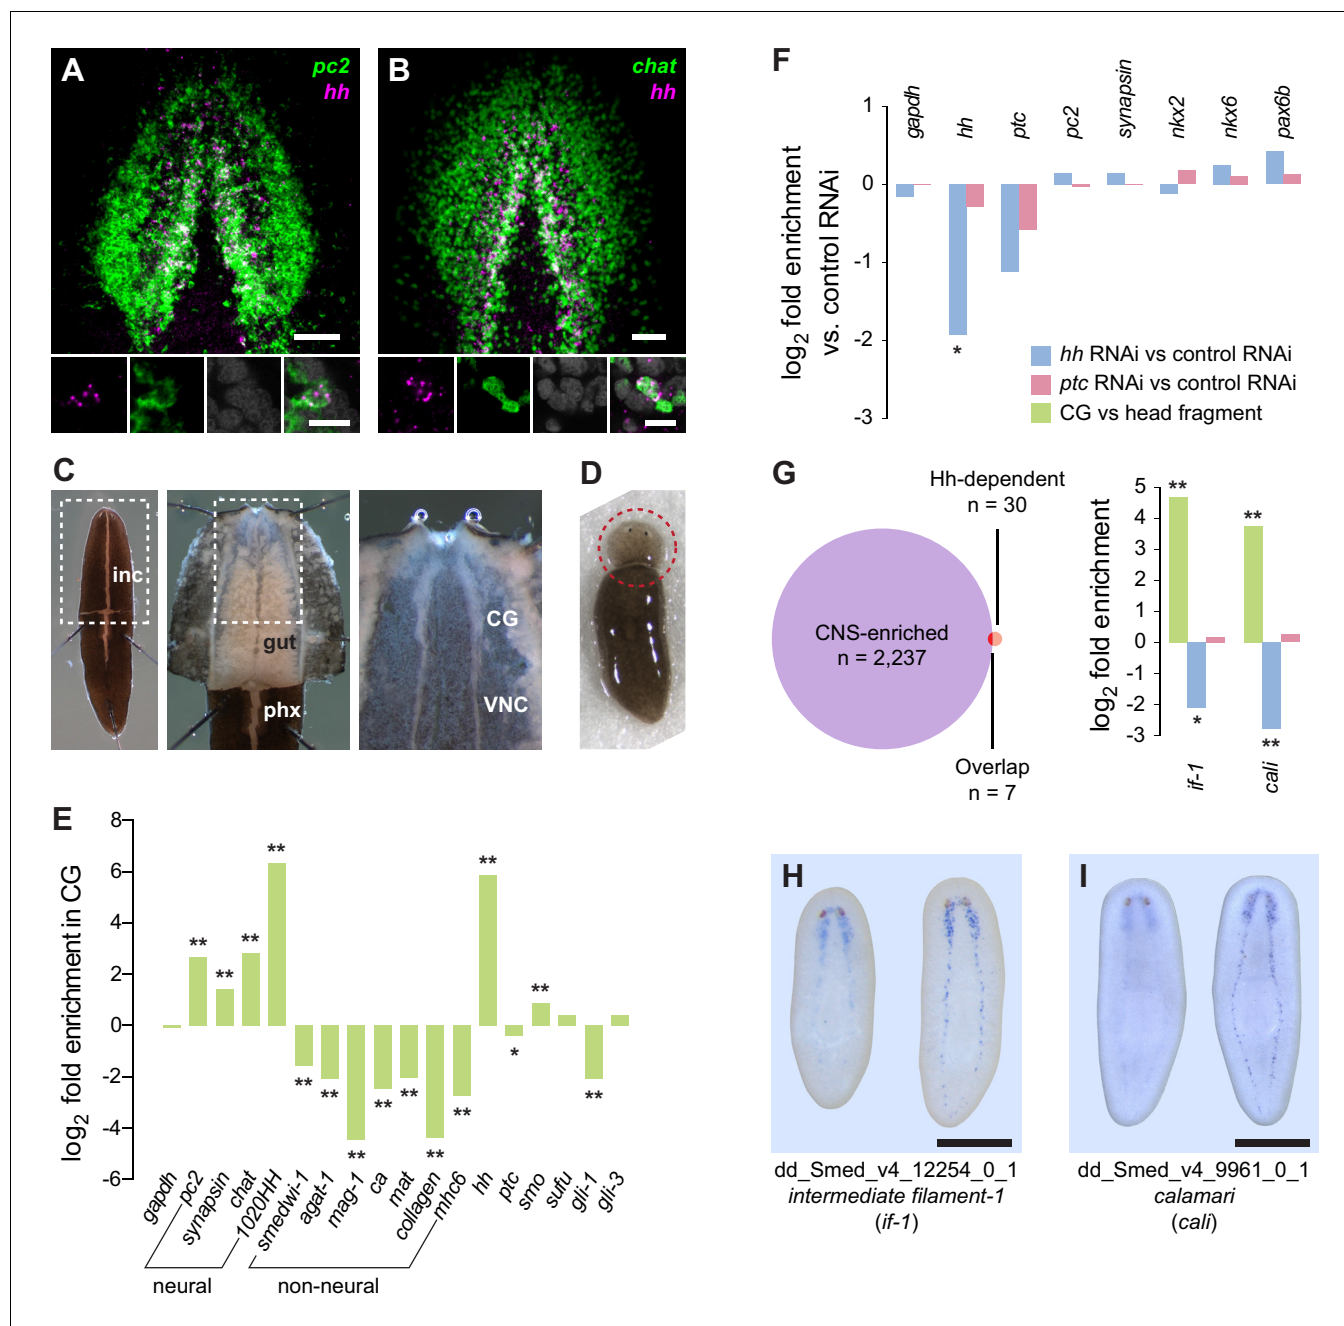 A
pc2
hh
B
chat
hh
C
inc
gut
phx
CG
VNC
D
E
log2 fold enrichment in CG
8
6
4
2
0
-2
-4
-6
**
**
**
**
**
**
**
**
**
**
**
**
*
**
**
gapdh
pc2
synapsin
chat
1020HH
smedwi-1
agat-1
mag-1
ca
mat
collagen
mhc6
hh
ptc
smo
sufu
gli-1
gli-3
neural
non-neural
F
log2 fold enrichment
vs. control RNAi
1
0
-1
-2
-3
gapdh
hh
ptc
pc2
synapsin
nkx2
nkx6
pax6b
*
hh RNAi vs control RNAi
ptc RNAi vs control RNAi
CG vs head fragment
G
Hh-dependent
n = 30
CNS-enriched
n = 2,237
Overlap
n = 7
log2 fold enrichment
5
4
3
2
1
0
-1
-2
-3
**
**
*
**
if-1
cali
H
dd_Smed_v4_12254_0_1
intermediate filament-1
(if-1)
I
dd_Smed_v4_9961_0_1
calamari
(cali)